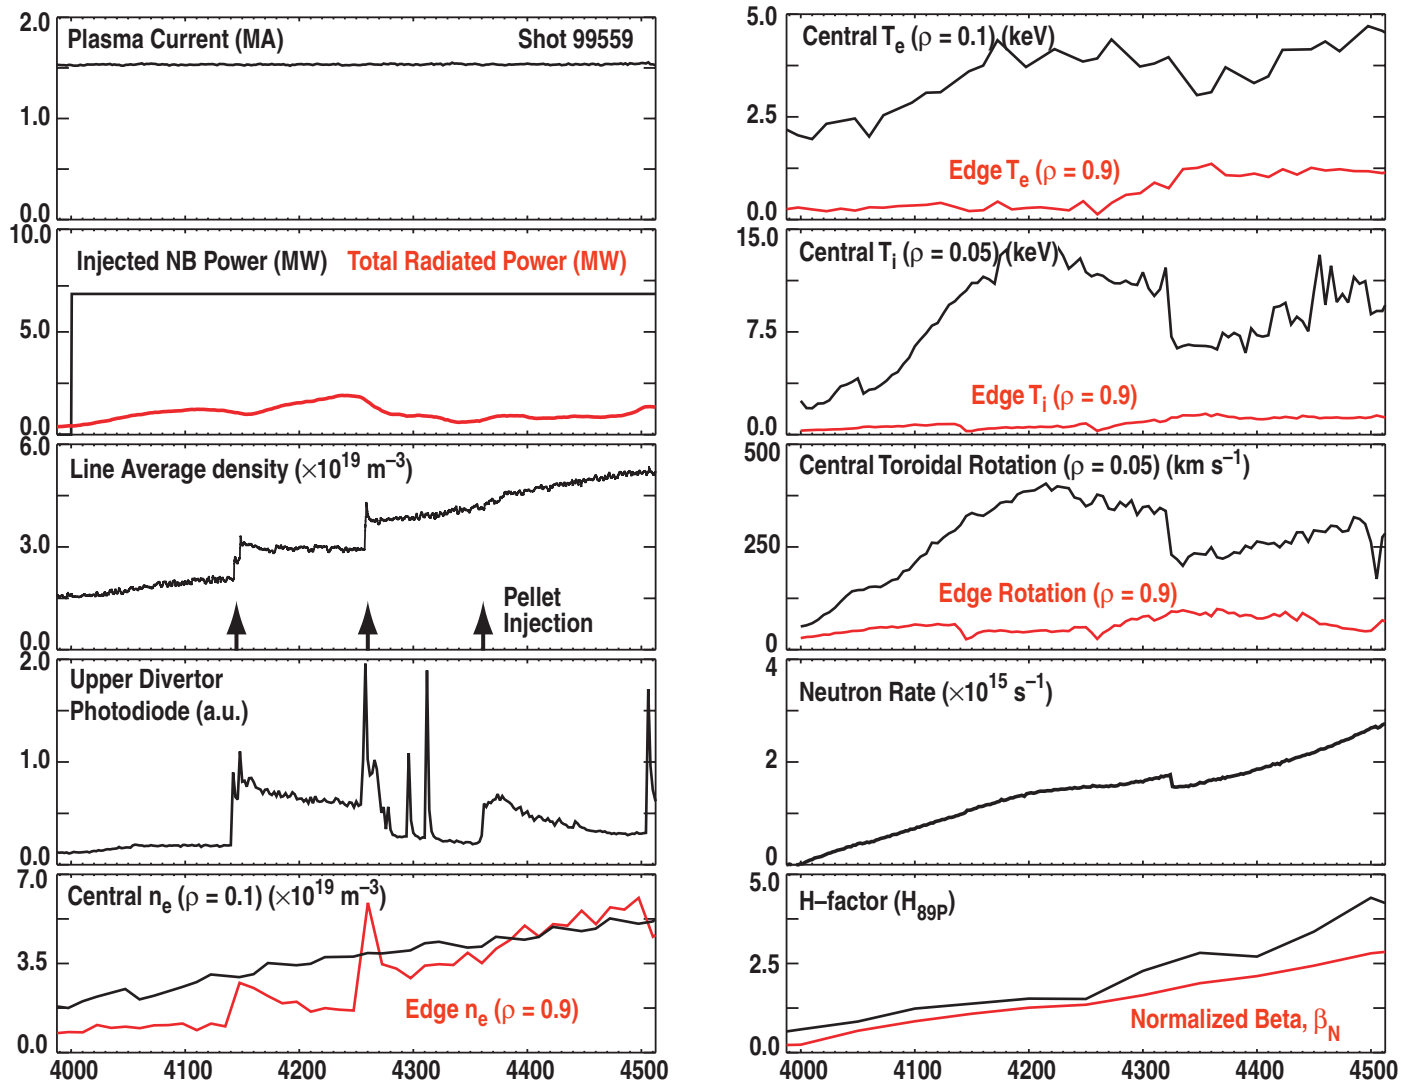 Plasma Current (MA) Shot 99559
2.0
1.0
0.0
Injected NB Power (MW) Total Radiated Power (MW)
10.0
5.0
0.0
Line Average density (×10¹⁹ m⁻³)
6.0
3.0
0.0
Pellet
Injection
Upper Divertor
Photodiode (a.u.)
2.0
1.0
0.0
Central nₑ (ρ = 0.1) (×10¹⁹ m⁻³)
7.0
3.5
0.0
Edge nₑ (ρ = 0.9)
4000 4100 4200 4300 4400 4500
Central Tₑ (ρ = 0.1) (keV)
5.0
2.5
0.0
Edge Tₑ (ρ = 0.9)
Central Tᵢ (ρ = 0.05) (keV)
15.0
7.5
0.0
Edge Tᵢ (ρ = 0.9)
Central Toroidal Rotation (ρ = 0.05) (km s⁻¹)
500
250
0
Edge Rotation (ρ = 0.9)
Neutron Rate (×10¹⁵ s⁻¹)
4
2
0
H–factor (H₈₉P)
5.0
2.5
0.0
Normalized Beta, βN
4000 4100 4200 4300 4400 4500